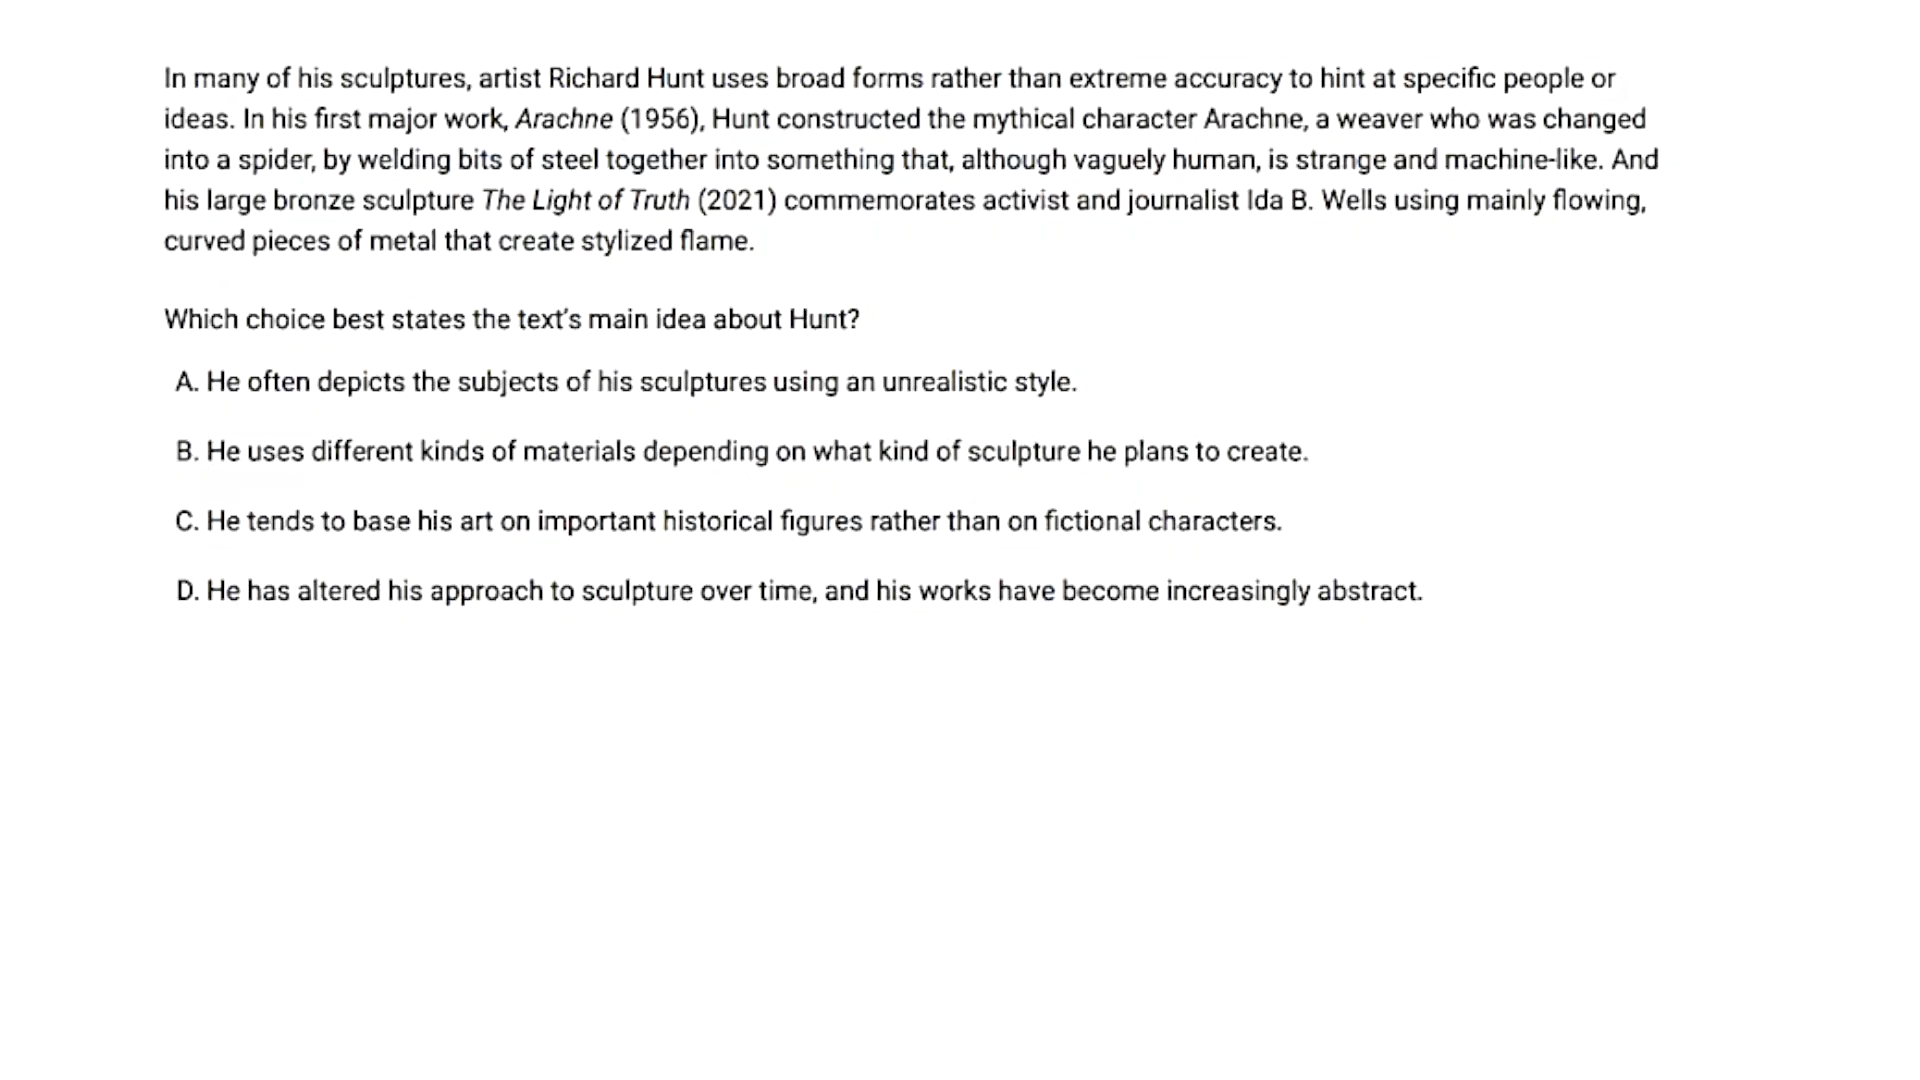 In many of his sculptures, artist Richard Hunt uses broad forms rather than extreme accuracy to hint at specific people or
ideas. In his first major work, Arachne (1956), Hunt constructed the mythical character Arachne, a weaver who was changed
into a spider, by welding bits of steel together into something that, although vaguely human, is strange and machine-like. And
his large bronze sculpture The Light of Truth (2021) commemorates activist and journalist Ida B. Wells using mainly flowing,
curved pieces of metal that create stylized flame.
Which choice best states the text's main idea about Hunt?
A. He often depicts the subjects of his sculptures using an unrealistic style.
B. He uses different kinds of materials depending on what kind of sculpture he plans to create.
C. He tends to base his art on important historical figures rather than on fictional characters.
D. He has altered his approach to sculpture over time, and his works have become increasingly abstract.